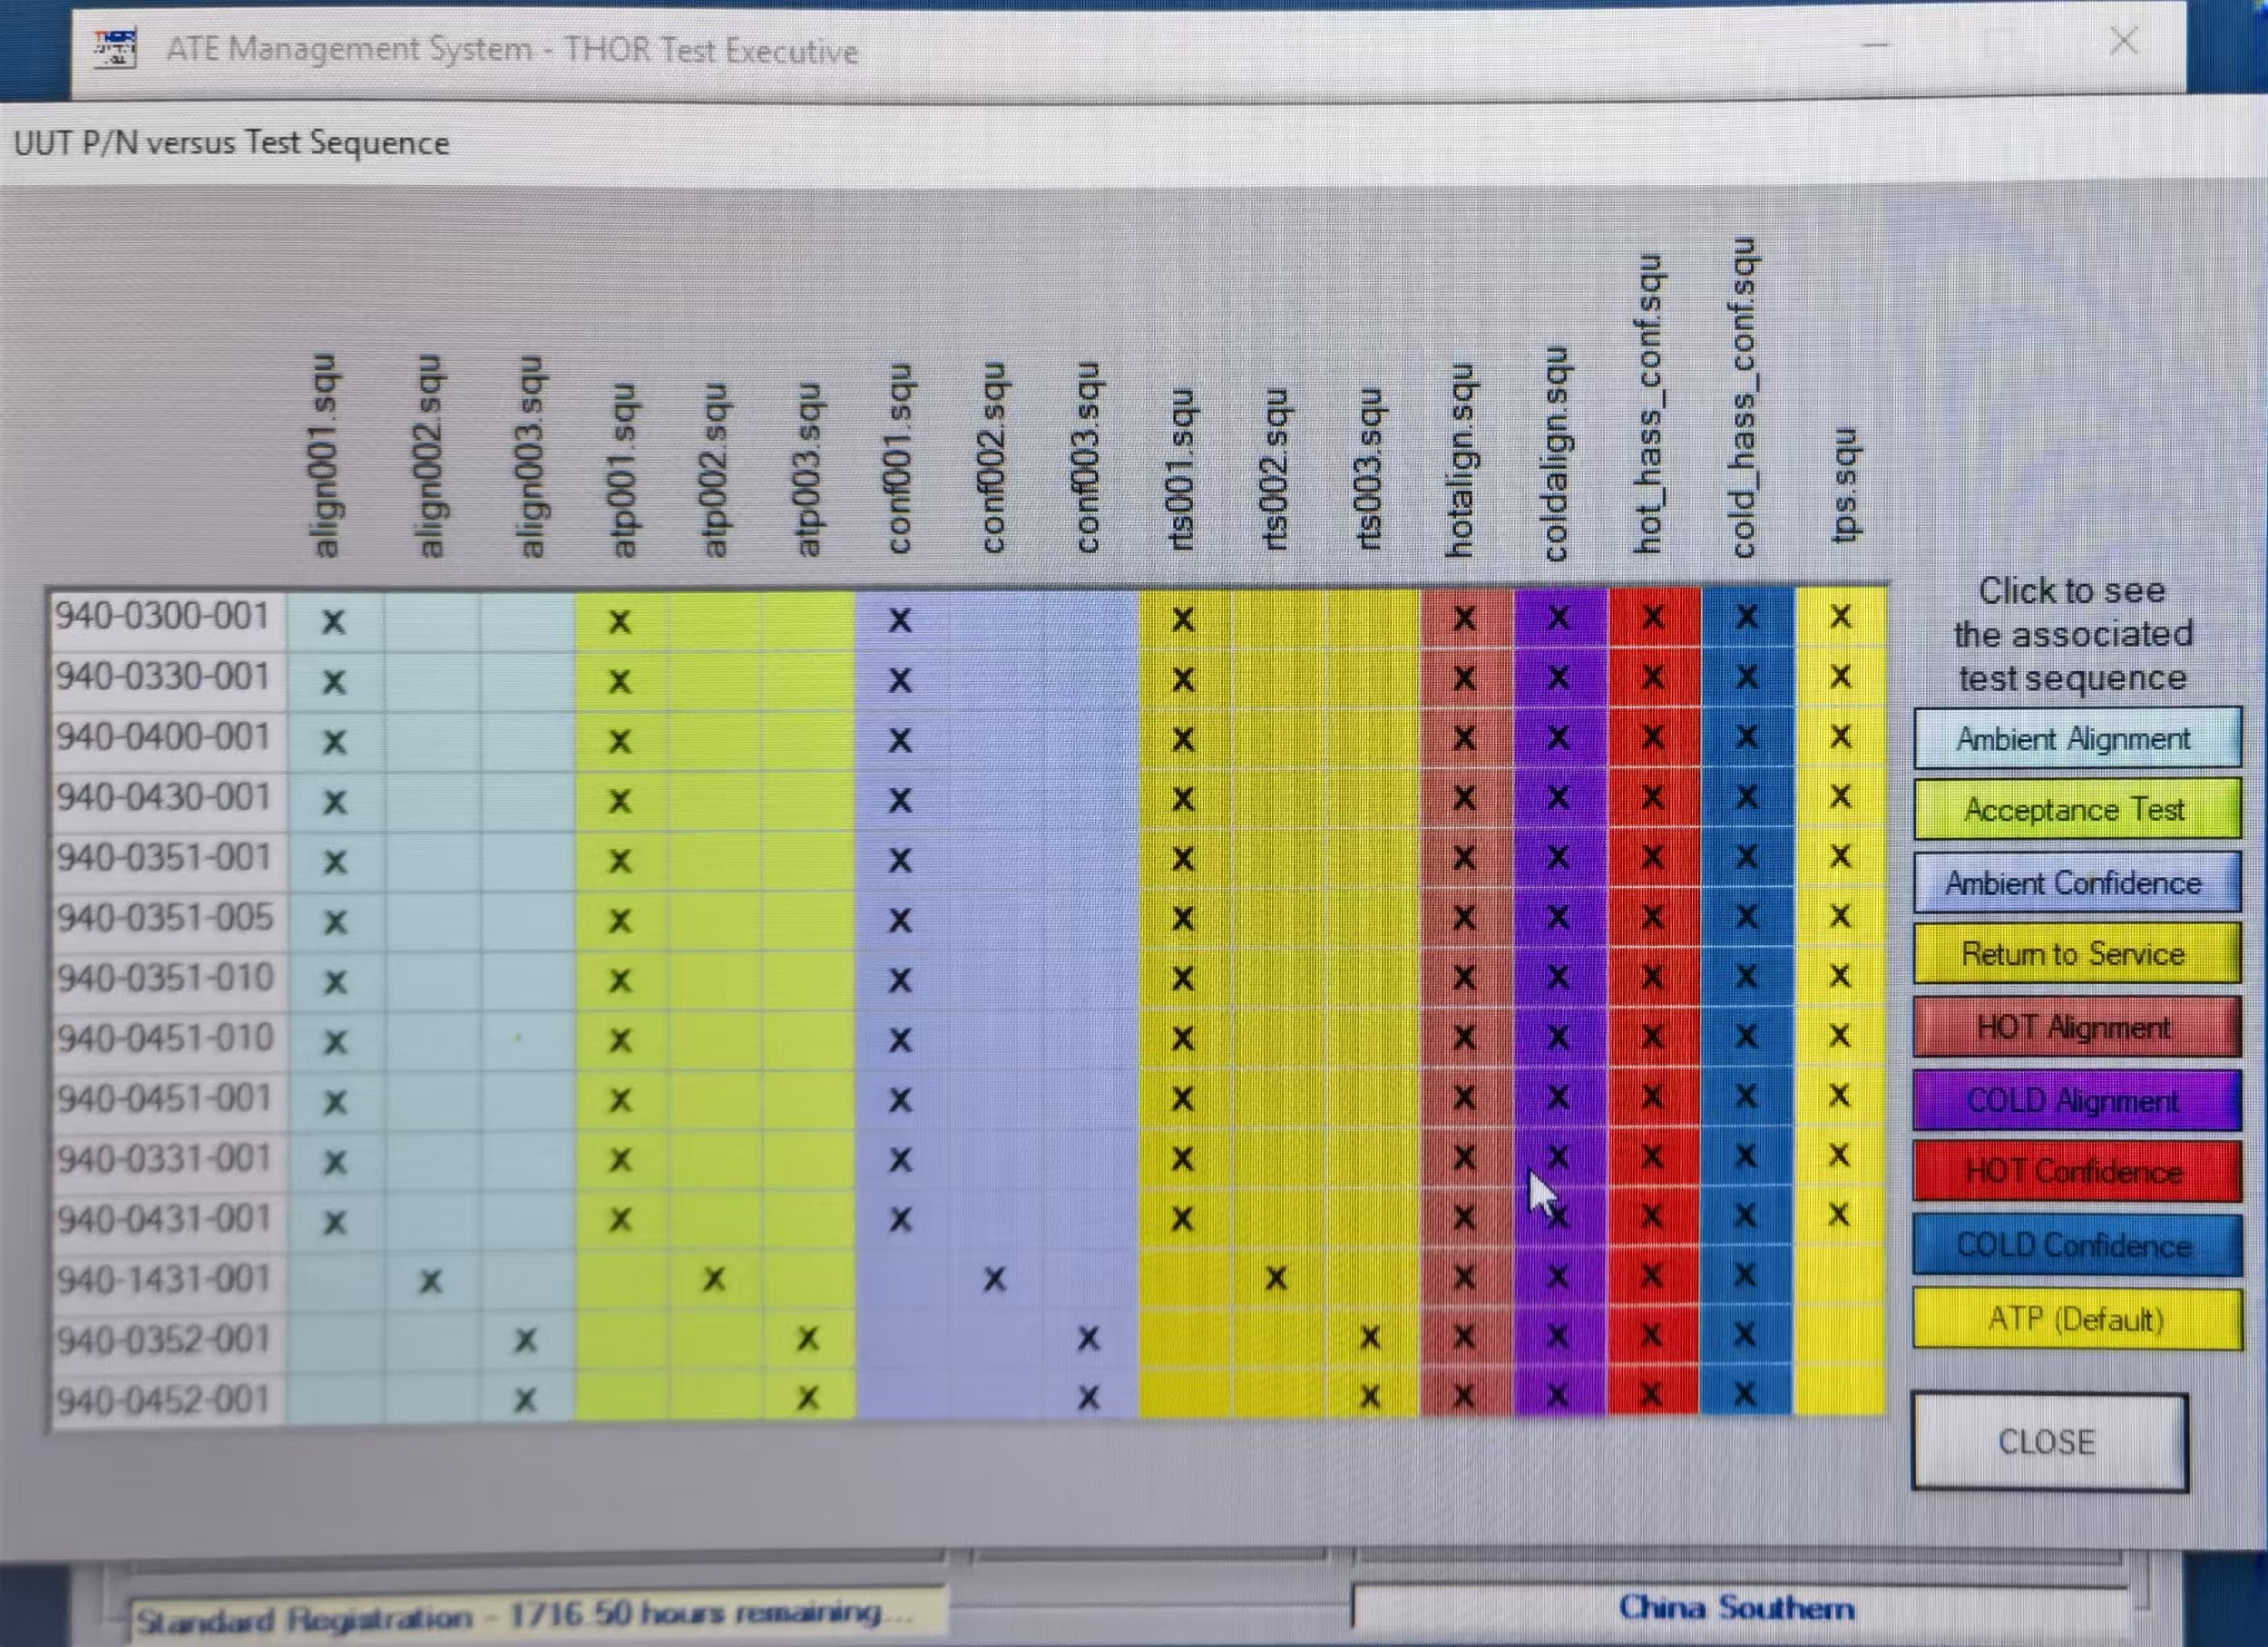 ATE Management System - THOR Test Executive
UUT P/N versus Test Sequence
align001.squ
align002.squ
align003.squ
atp001.squ
atp002.squ
atp003.squ
conf001.squ
conf002.squ
conf003.squ
rts001.squ
rts002.squ
rts003.squ
hotalign.squ
coldalign.squ
hot_hass_conf.squ
cold_hass_conf.squ
tps.squ
940-0300-001 X X X X X X X X X
940-0330-001 X X X X X X X X X
940-0400-001 X X X X X X X X X
940-0430-001 X X X X X X X X X
940-0351-001 X X X X X X X X X
940-0351-005 X X X X X X X X X
940-0351-010 X X X X X X X X X
940-0451-010 X X X X X X X X X
940-0451-001 X X X X X X X X X
940-0331-001 X X X X X X X X X
940-0431-001 X X X X X X X X X
940-1431-001 X X X X X X X X
940-0352-001 X X X X X X X X
940-0452-001 X X X X X X X X
Click to see
the associated
test sequence
Ambient Alignment
Acceptance Test
Ambient Confidence
Return to Service
HOT Alignment
COLD Alignment
HOT Confidence
COLD Confidence
ATP (Default)
CLOSE
Standard Registration - 1716.50 hours remaining...
China Southern